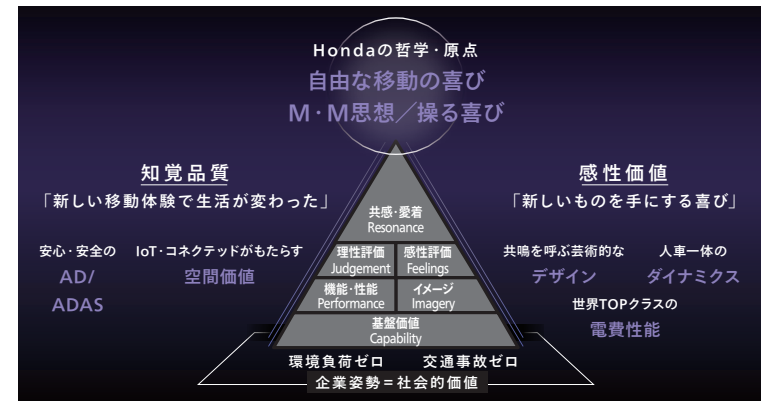 Hondaの哲学・原点
自由な移動の喜び
M・M思想／操る喜び
知覚品質
「新しい移動体験で生活が変わった」
安心・安全の
AD/
ADAS
IoT・コネクテッドがもたらす
空間価値
共感・愛着
Resonance
理性評価
Judgement
感性評価
Feelings
機能・性能
Performance
イメージ
Imagery
基盤価値
Capability
感性価値
「新しいものを手にする喜び」
共鳴を呼ぶ芸術的な
デザイン
人車一体の
ダイナミクス
世界TOPクラスの
電費性能
環境負荷ゼロ
交通事故ゼロ
企業姿勢＝社会的価値